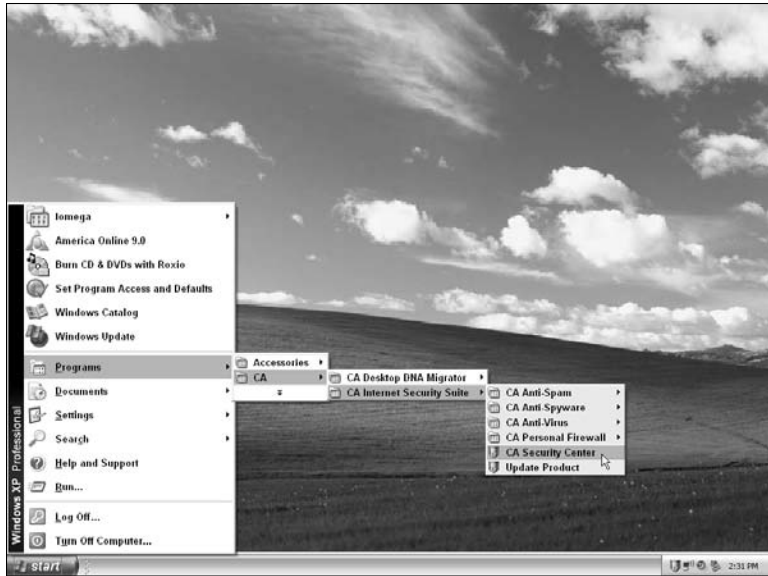 Iomega
America Online 9.0
Burn CD & DVDs with Roxio
Set Program Access and Defaults
Windows Catalog
Windows Update
Programs
Documents
Settings
Search
Help and Support
Run...
Log Off...
Turn Off Computer...
Windows XP Professional
Accessories
CA
CA Desktop DNA Migrator
CA Internet Security Suite
CA Anti-Spam
CA Anti-Spyware
CA Anti-Virus
CA Personal Firewall
CA Security Center
Update Product
start
2:31 PM